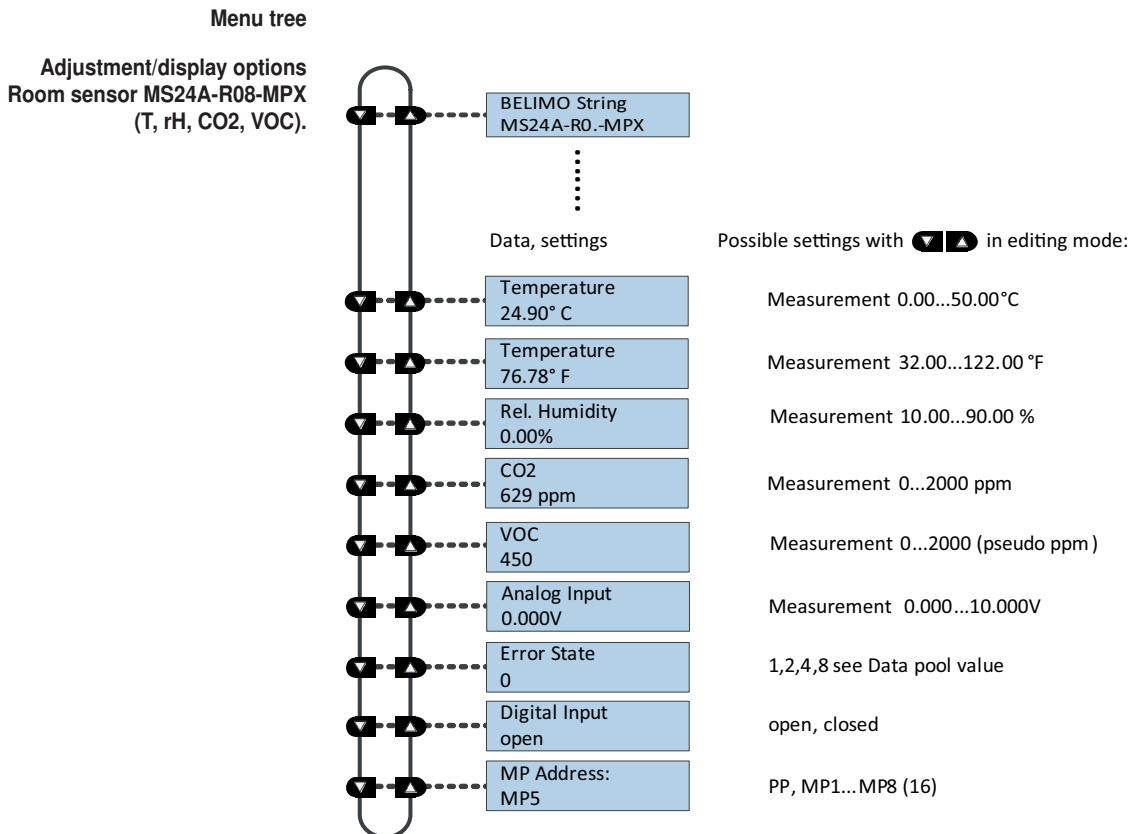 Menu tree
Adjustment/display options
Room sensor MS24A-R08-MPX
(T, rH, CO2, VOC).
BELIMO String
MS24A-R0.-MPX
Data, settings
Possible settings with in editing mode:
Temperature
24.90° C
Measurement 0.00...50.00°C
Temperature
76.78° F
Measurement 32.00...122.00 °F
Rel. Humidity
0.00%
Measurement 10.00...90.00 %
CO2
629 ppm
Measurement 0...2000 ppm
VOC
450
Measurement 0...2000 (pseudo ppm)
Analog Input
0.000V
Measurement 0.000...10.000V
Error State
0
1,2,4,8 see Data pool value
Digital Input
open
open, closed
MP Address:
MP5
PP, MP1...MP8 (16)